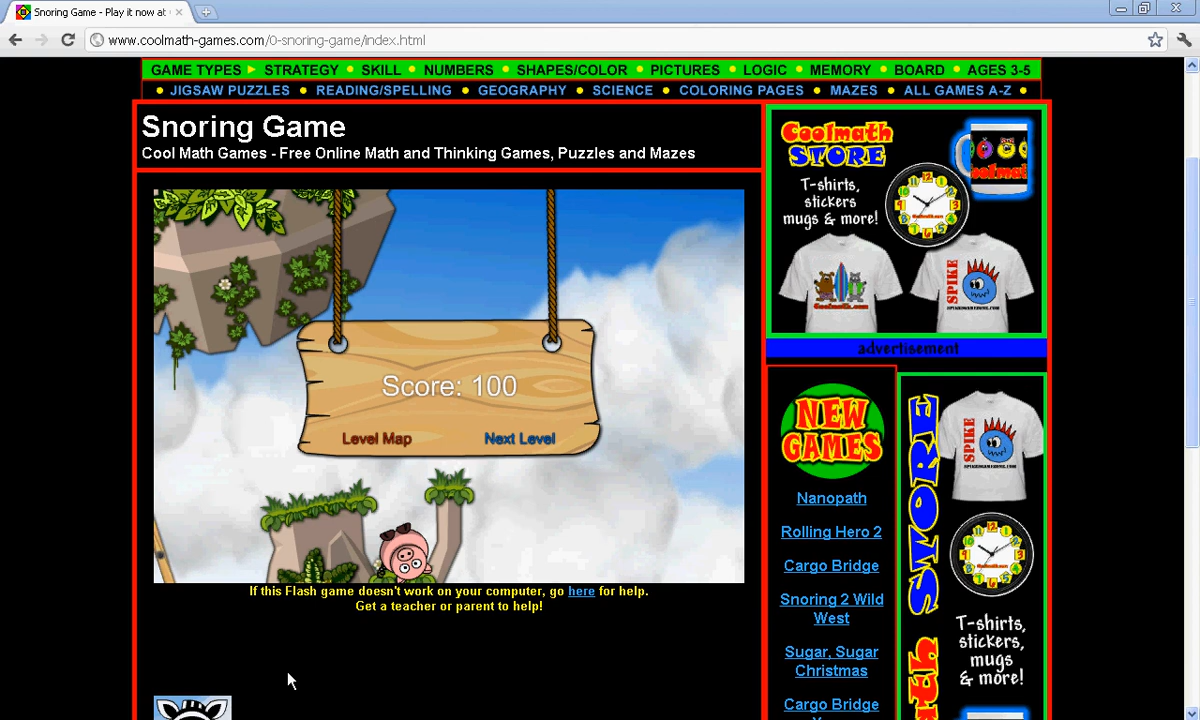 Snoring Game - Play it now at
www.coolmath-games.com/0-snoring-game/index.html
GAME TYPES STRATEGY SKILL NUMBERS SHAPES/COLOR PICTURES LOGIC MEMORY BOARD AGES 3-5
JIGSAW PUZZLES READING/SPELLING GEOGRAPHY SCIENCE COLORING PAGES MAZES ALL GAMES A-Z
Snoring Game
Cool Math Games - Free Online Math and Thinking Games, Puzzles and Mazes
Score: 100
Level Map Next Level
If this Flash game doesn't work on your computer, go here for help.
Get a teacher or parent to help!
Coolmath
STORE
T-shirts,
stickers
mugs & more!
Coolmath.com
SPIKE
advertisement
NEW
GAMES
Nanopath
Rolling Hero 2
Cargo Bridge
Snoring 2 Wild
West
Sugar, Sugar
Christmas
Cargo Bridge
STORE
SPIKE
T-shirts,
stickers,
mugs
& more!